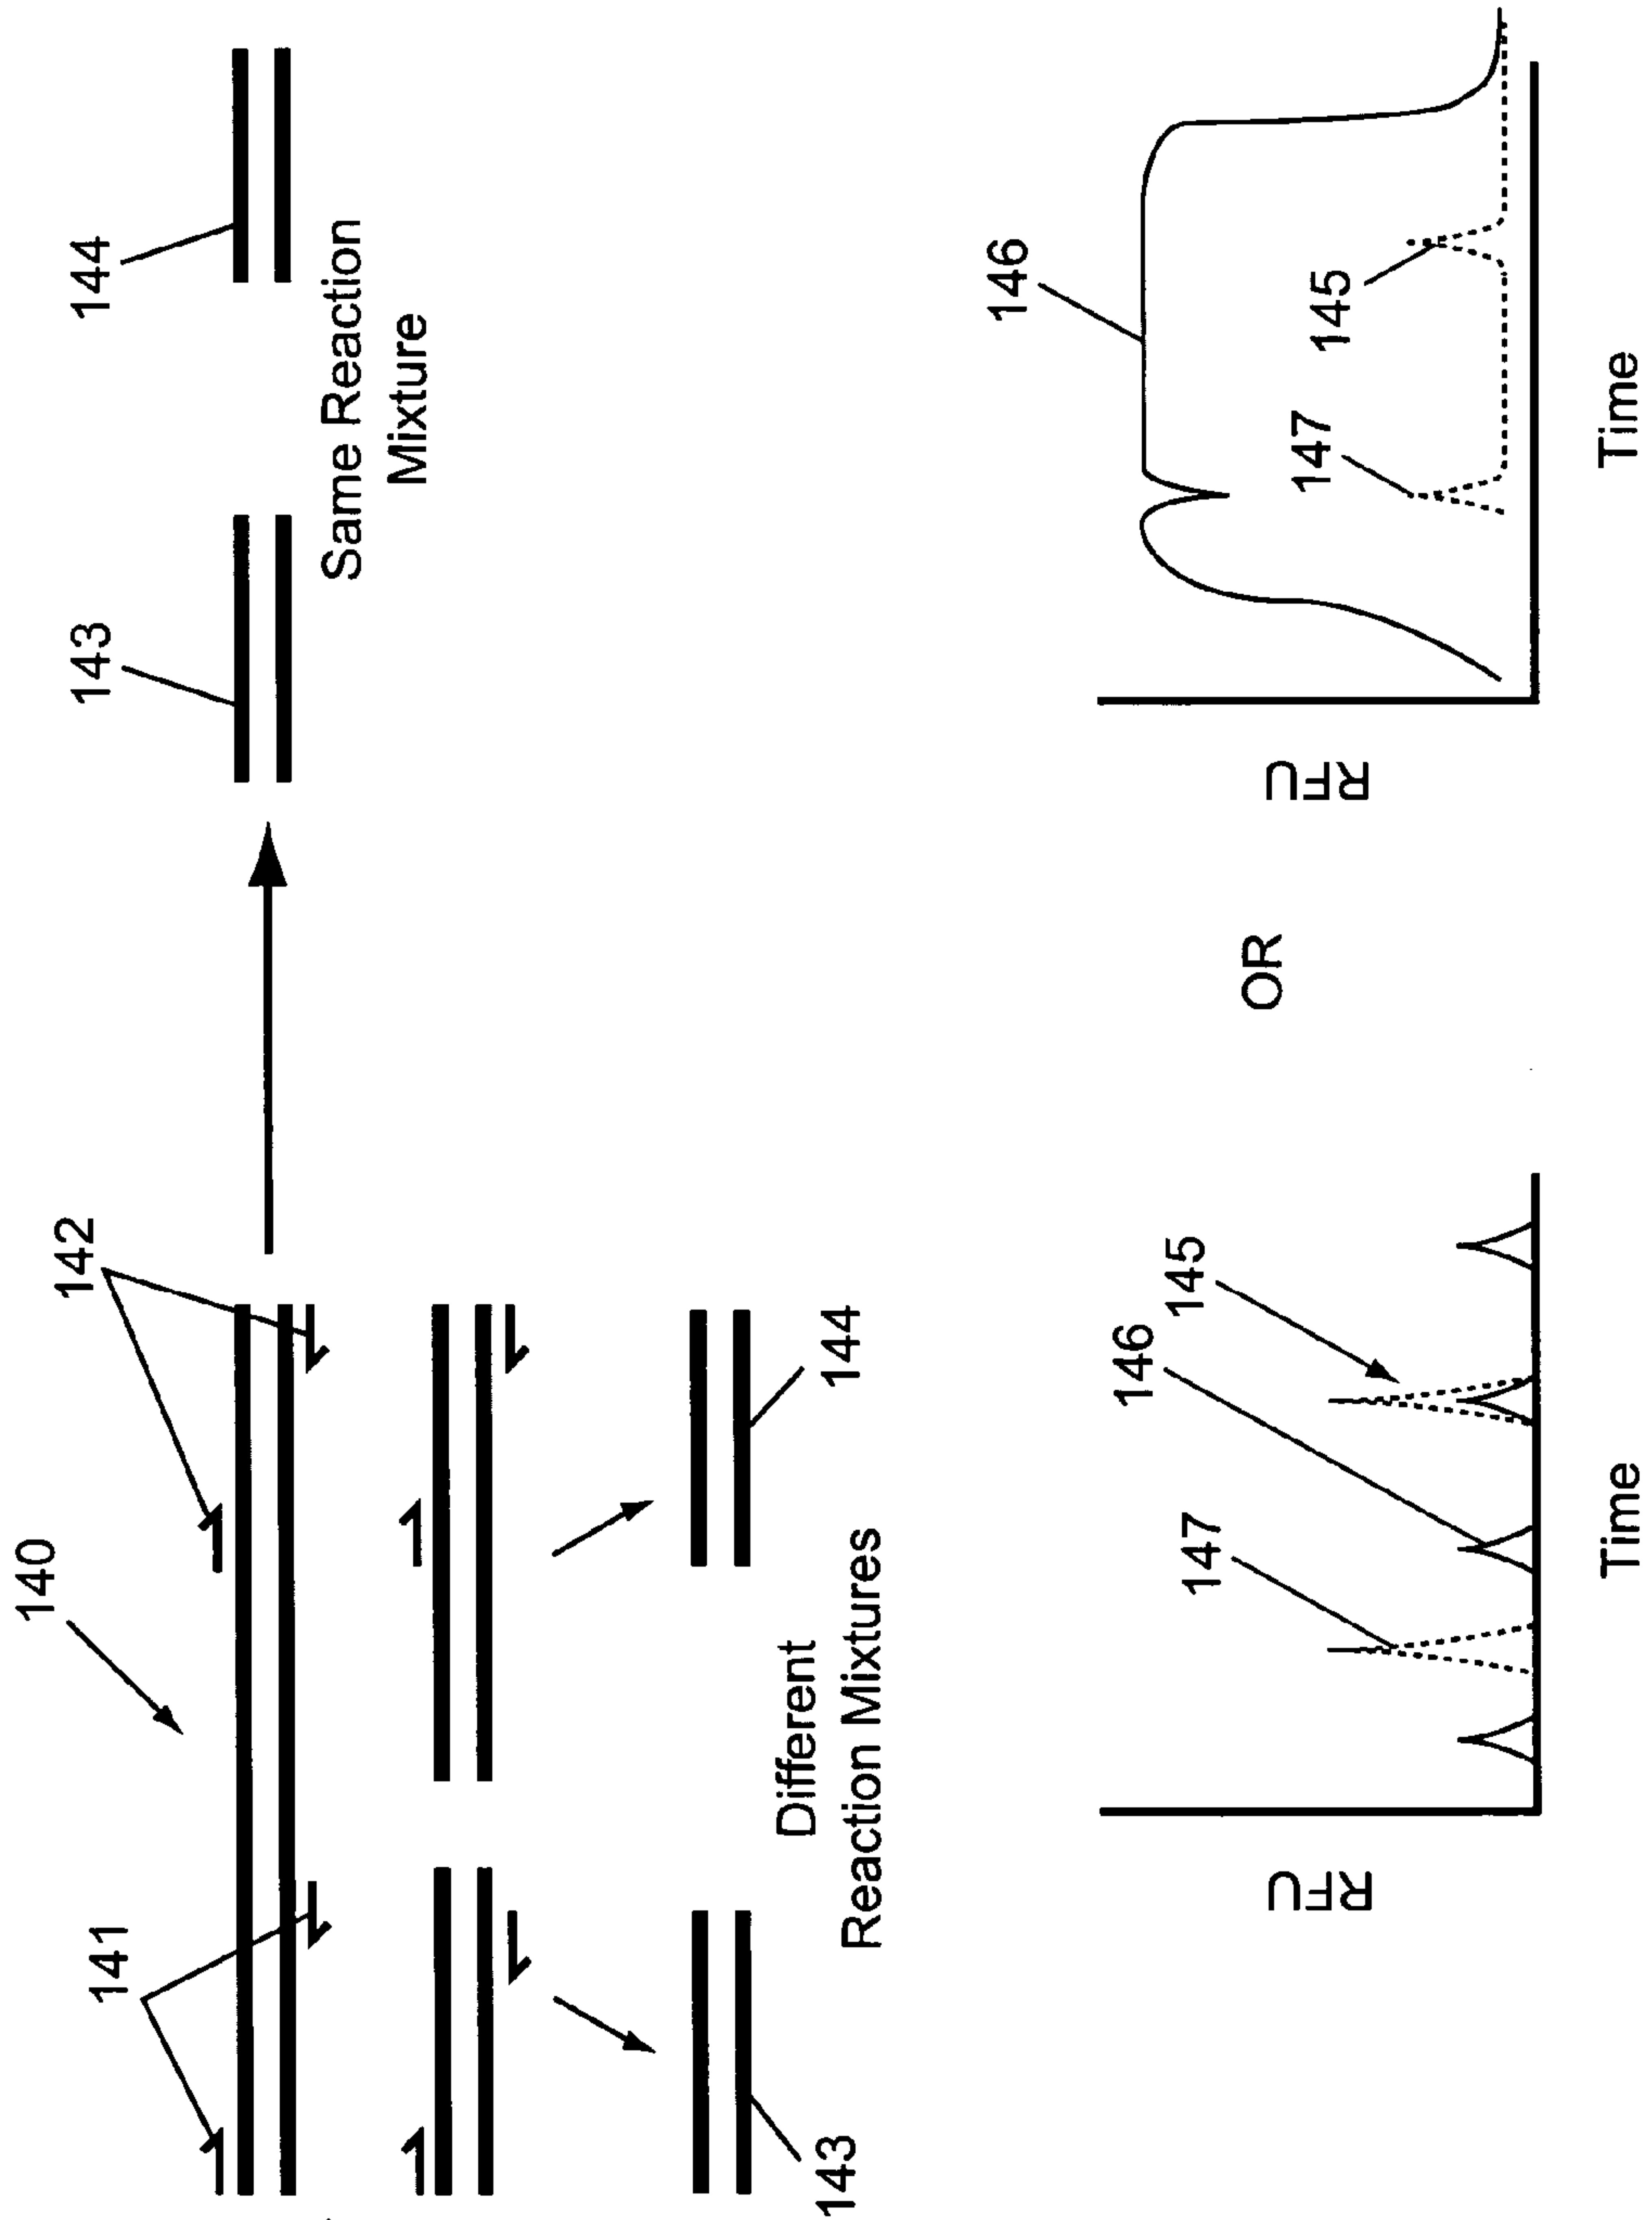 140
141
142
143
144
Same Reaction
Mixture
143
144
Different
Reaction Mixtures
RFU
147
146
145
Time
OR
RFU
147
145
146
Time